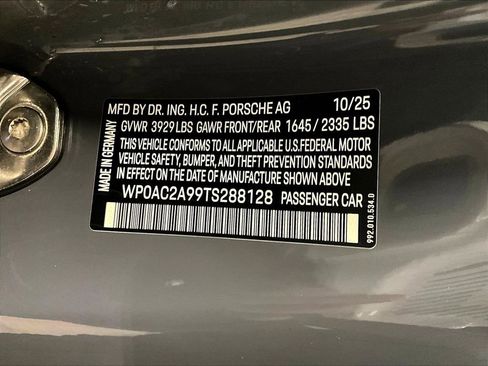 MFD BY DR. ING. H.C. F. PORSCHE AG 10/25
GVWR 3929 LBS GAWR FRONT/REAR 1645 / 2335 LBS
THIS VEHICLE CONFORMS TO ALL APPLICABLE U.S. FEDERAL MOTOR
VEHICLE SAFETY, BUMPER, AND THEFT PREVENTION STANDARDS
IN EFFECT ON THE DATE OF MANUFACTURE SHOWN ABOVE.
WP0AC2A99TS288128 PASSENGER CAR
MADE IN GERMANY
992.010.534.D